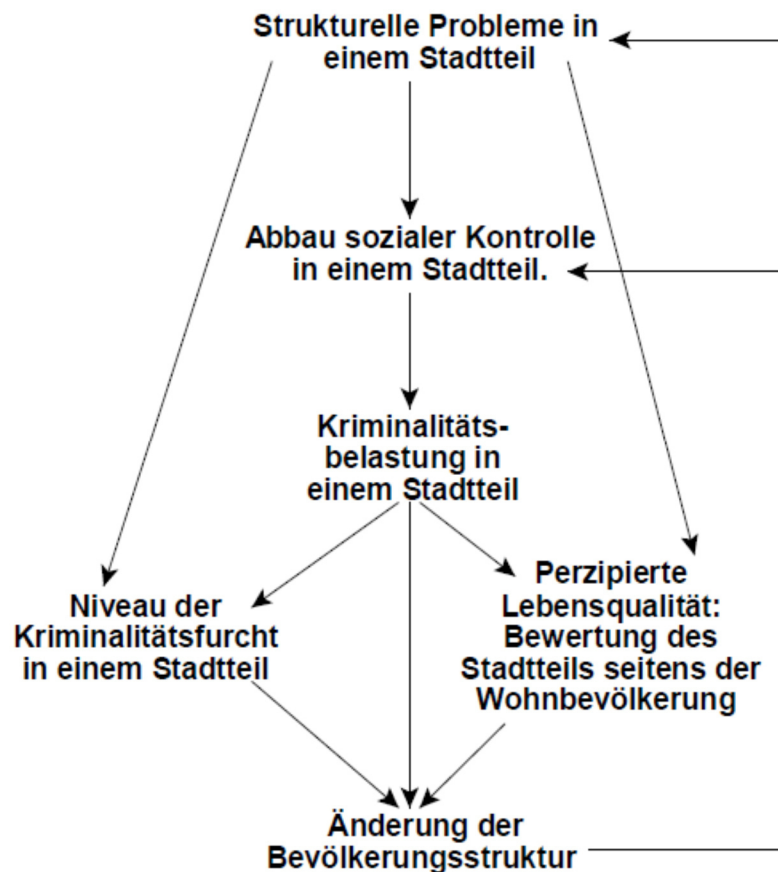 Strukturelle Probleme in
einem Stadtteil
Abbau sozialer Kontrolle
in einem Stadtteil.
Kriminalitäts-
belastung in
einem Stadtteil
Niveau der
Kriminalitätsfurcht
in einem Stadtteil
Perzipierte
Lebensqualität:
Bewertung des
Stadtteils seitens der
Wohnbevölkerung
Änderung der
Bevölkerungsstruktur